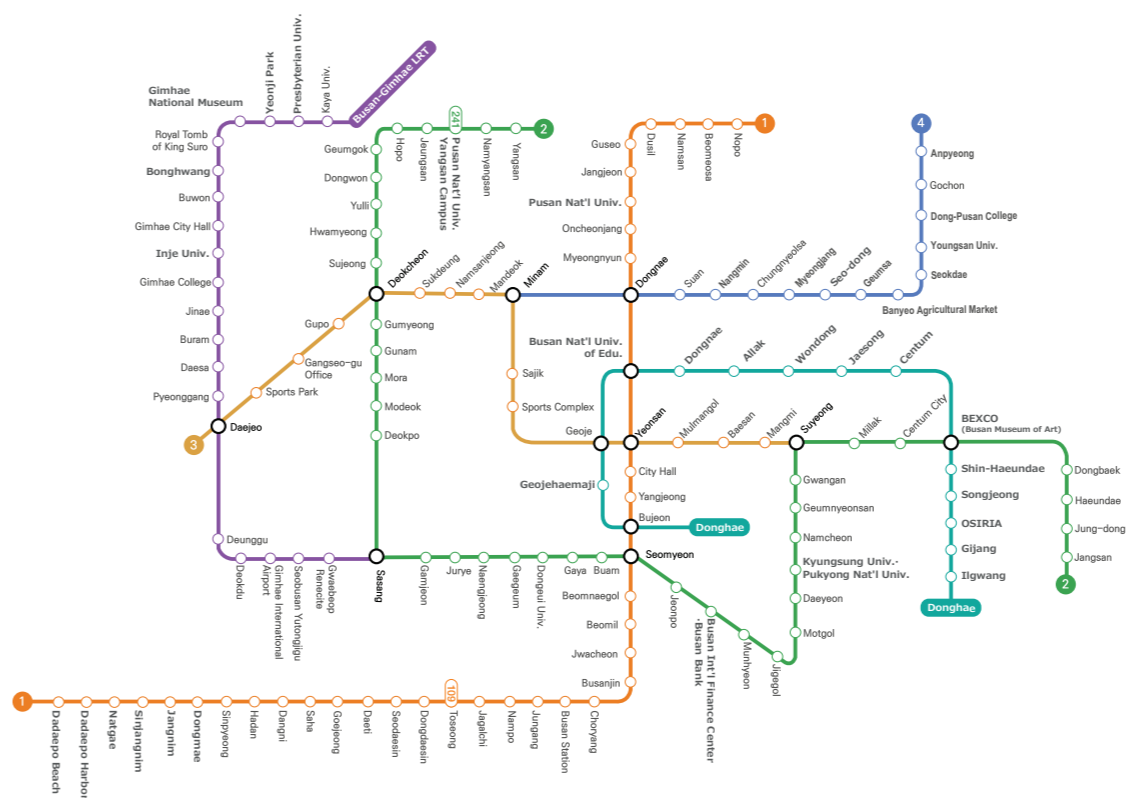 Gimhae
National Museum
Yeonji Park
Presbyterian Univ.
Kaya Univ.
Busan-Gimhae LRT
Royal Tomb
of King Suro
Bonghwang
Buwon
Gimhae City Hall
Inje Univ.
Gimhae College
Jinae
Buram
Daesa
Pyeonggang
Daejeo
Deunggu
Deokdu
Gimhae International
Airport
Seobusan Yutongjigu
Gwaebeop
Renecite
Sasang
3
Sports Park
Gangseo-gu
Office
Gupo
Deokcheon
Sukdeung
Namsanjeong
Mandeok
Minam
Sajik
Sports Complex
Geoje
Yeonsan
Mulmangol
Baesan
Mangmi
Suyeong
2
Yangsan
Namyangsan
241
Pusan Nat'l Univ.
Yangsan Campus
Jeungsan
Hopo
Geumgok
Dongwon
Yulli
Hwamyeong
Sujeong
Gumyeong
Gunam
Mora
Modeok
Deokpo
Gamjeon
Jurye
Naengjeong
Gaegeum
Dongeui Univ.
Gaya
Buam
Seomyeon
Jeonpo
Busan Int'l Finance Center
·Busan Bank
Munhyeon
Jigegol
Motgol
Daeyeon
Kyungsung Univ.·
Pukyong Nat'l Univ.
Namcheon
Geumnyeonsan
Gwangan
Millak
Centum City
BEXCO
(Busan Museum of Art)
Dongbaek
Haeundae
Jung-dong
Jangsan
2
1
Nopo
Beomeosa
Namsan
Dusil
Guseo
Jangjeon
Pusan Nat'l Univ.
Oncheonjang
Myeongnyun
Dongnae
Busan Nat'l Univ.
of Edu.
City Hall
Yangjeong
Bujeon
Beomnaegol
Beomil
Jwacheon
Busanjin
Choryang
Busan Station
Jungang
Nampo
Jagalchi
109
Toseong
Dongdaesin
Seodaesin
Daeti
Goejeong
Saha
Dangni
Hadan
Sinpyeong
Dongmae
Jangnim
Sinjangnim
Natgae
Dadaepo Harbor
Dadaepo Beach
1
4
Anpyeong
Gochon
Dong-Pusan College
Youngsan Univ.
Seokdae
Banyeo Agricultural Market
Geumsa
Seo-dong
Myeongjang
Chungnyeolsa
Nangmin
Suan
Donghae
Geojehaemaji
Dongnae
Allak
Wondong
Jaesong
Centum
Shin-Haeundae
Songjeong
OSIRIA
Gijang
Ilgwang
Donghae